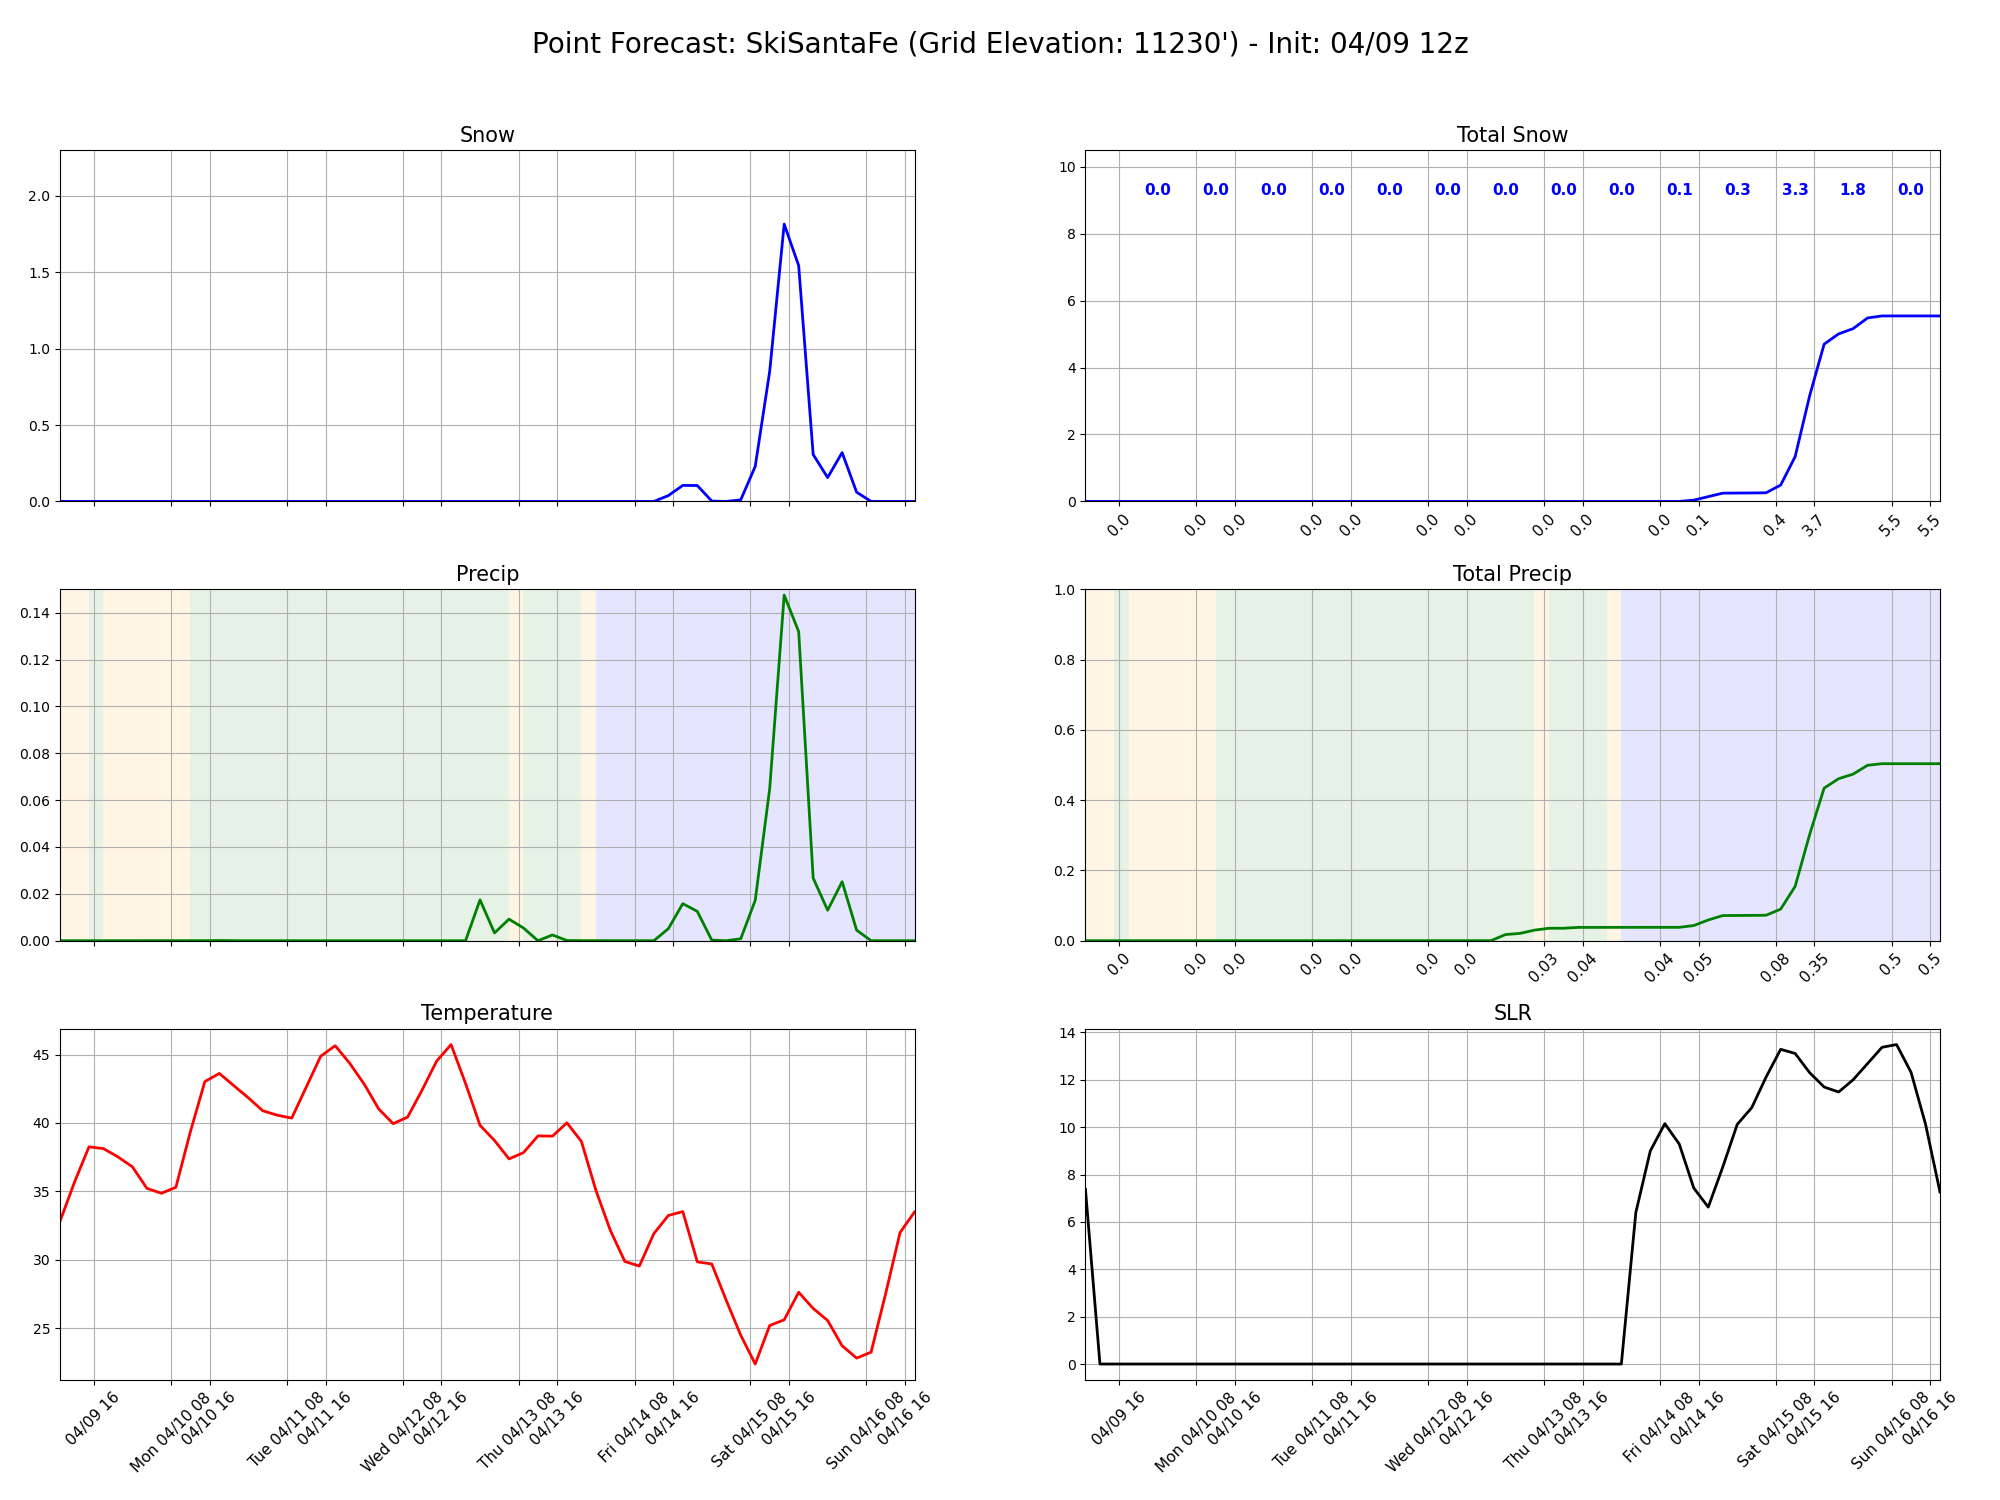 Point Forecast: SkiSantaFe (Grid Elevation: 11230') - Init: 04/09 12z
Snow
2.0
1.5
1.0
0.5
0.0
Total Snow
10
8
6
4
2
0
0.0 0.0 0.0 0.0 0.0 0.0 0.0 0.0 0.0 0.1 0.3 3.3 1.8 0.0
0.0 0.0 0.0 0.0 0.0 0.0 0.0 0.0 0.0 0.0 0.1 0.4 3.7 5.5 5.5
Precip
0.14
0.12
0.10
0.08
0.06
0.04
0.02
0.00
Total Precip
1.0
0.8
0.6
0.4
0.2
0.0
0.0 0.0 0.0 0.0 0.0 0.0 0.0 0.03 0.04 0.04 0.05 0.08 0.35 0.5 0.5
Temperature
45
40
35
30
25
04/09 16
Mon 04/10 08
04/10 16
Tue 04/11 08
04/11 16
Wed 04/12 08
04/12 16
Thu 04/13 08
04/13 16
Fri 04/14 08
04/14 16
Sat 04/15 08
04/15 16
Sun 04/16 08
04/16 16
SLR
14
12
10
8
6
4
2
0
04/09 16
Mon 04/10 08
04/10 16
Tue 04/11 08
04/11 16
Wed 04/12 08
04/12 16
Thu 04/13 08
04/13 16
Fri 04/14 08
04/14 16
Sat 04/15 08
04/15 16
Sun 04/16 08
04/16 16